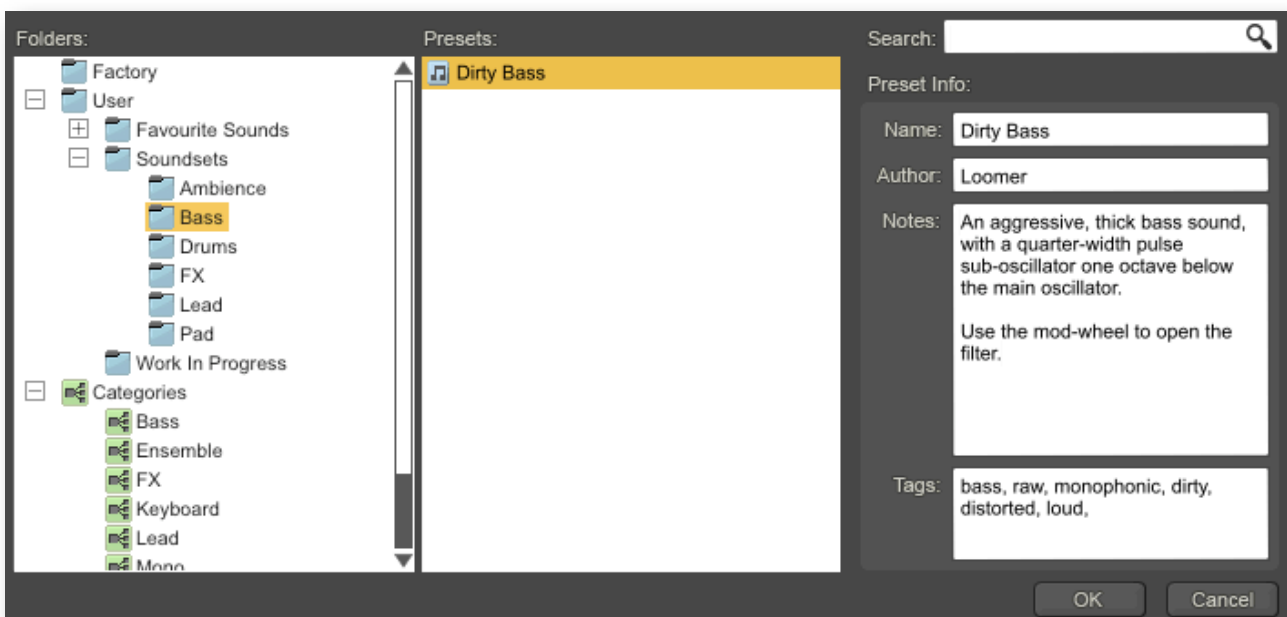 Folders:
Factory
User
Favourite Sounds
Soundsets
Ambience
Bass
Drums
FX
Lead
Pad
Work In Progress
Categories
Bass
Ensemble
FX
Keyboard
Lead
Mono
Presets:
Dirty Bass
Search:
Preset Info:
Name: Dirty Bass
Author: Loomer
Notes: An aggressive, thick bass sound,
with a quarter-width pulse
sub-oscillator one octave below
the main oscillator.
Use the mod-wheel to open the
filter.
Tags: bass, raw, monophonic, dirty,
distorted, loud,
OK Cancel